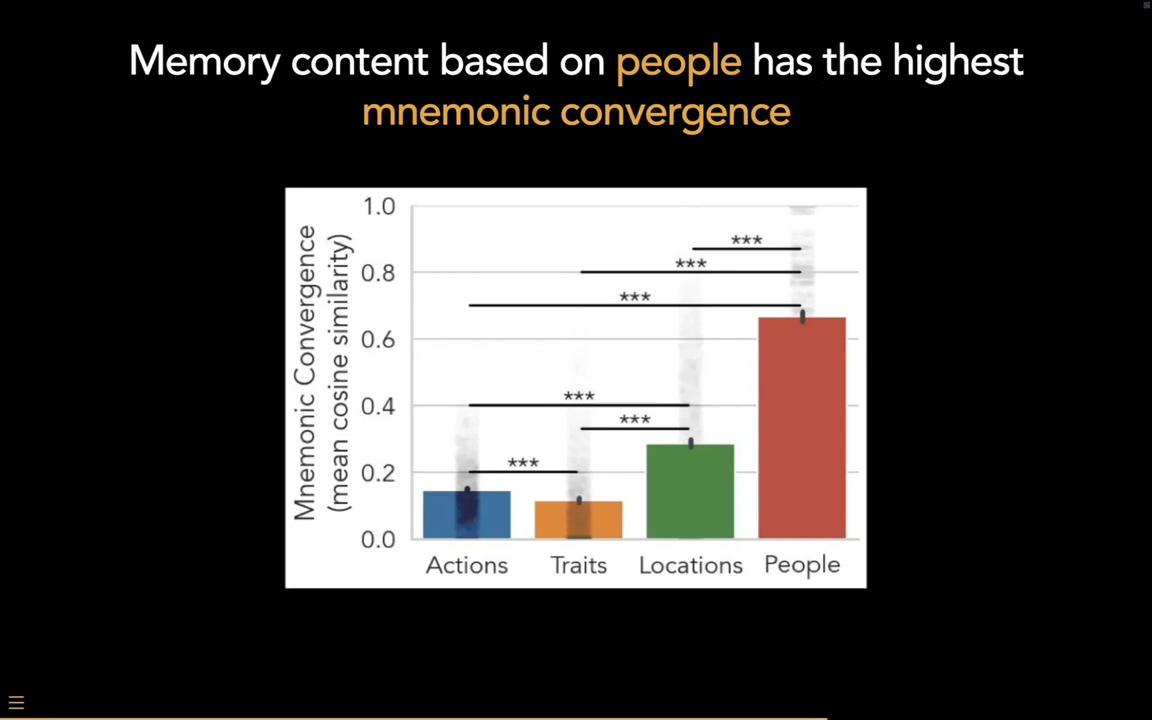 Memory content based on people has the highest
mnemonic convergence
Mnemonic Convergence
(mean cosine similarity)
1.0
0.8
0.6
0.4
0.2
0.0
***
***
***
***
***
***
Actions Traits Locations People